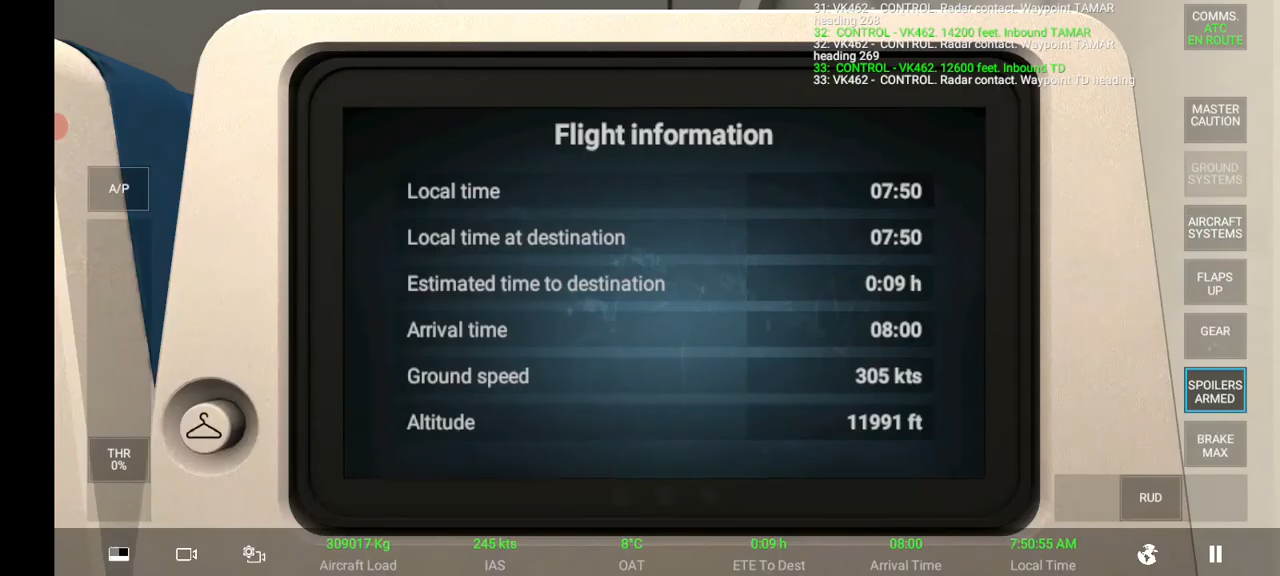 31: VK462 - CONTROL. Radar contact. Waypoint TAMAR
heading 268
32: CONTROL - VK462. 14200 feet. Inbound TAMAR
32: VK462 - CONTROL. Radar contact. Waypoint TAMAR
heading 269
33: CONTROL - VK462. 12600 feet. Inbound TD
33: VK462 - CONTROL. Radar contact. Waypoint TD heading
COMMS.
ATC
EN ROUTE
MASTER
CAUTION
GROUND
SYSTEMS
AIRCRAFT
SYSTEMS
FLAPS
UP
GEAR
SPOILERS
ARMED
BRAKE
MAX
RUD
A/P
THR
0%
Flight information
Local time 07:50
Local time at destination 07:50
Estimated time to destination 0:09 h
Arrival time 08:00
Ground speed 305 kts
Altitude 11991 ft
309017 Kg 245 kts 8°C 0:09 h 08:00 7:50:55 AM
Aircraft Load IAS OAT ETE To Dest Arrival Time Local Time